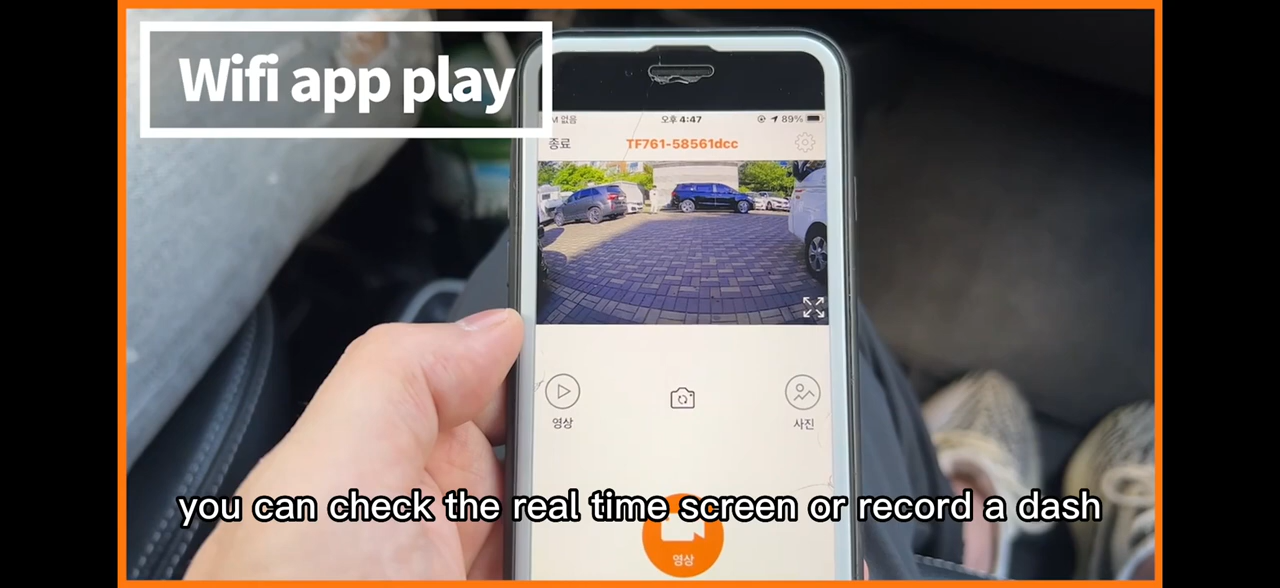 Wifi app play
오후 4:47
89%
종료
TF761-58561dcc
영상
사진
you can check the real time screen or record a dash
영상